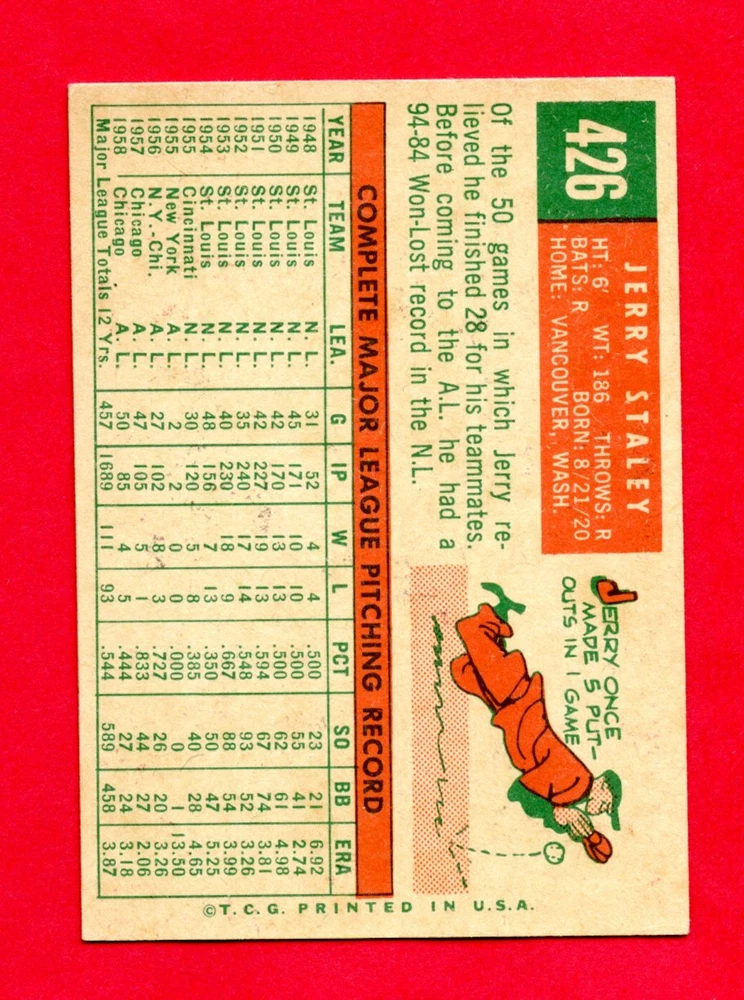 426
JERRY STALEY
HT: 6' WT: 186 THROWS: R
BATS: R BORN: 8/21/20
HOME: VANCOUVER, WASH.
Of the 50 games in which Jerry re-
lieved he finished 28 for his teammates.
Before coming to the A.L. he had a
94-84 Won-Lost record in the N.L.
JERRY ONCE
MADE 5 PUT-
OUTS IN 1 GAME
COMPLETE MAJOR LEAGUE PITCHING RECORD
YEAR TEAM LEA. G IP W L PCT SO BB ERA
1948 St. Louis N. L. 31 52 4 4 .500 23 21 6.92
1949 St. Louis N. L. 45 171 10 10 .500 55 41 2.74
1950 St. Louis N. L. 42 170 13 13 .500 62 61 4.98
1951 St. Louis N. L. 42 227 19 13 .594 67 74 3.81
1952 St. Louis N. L. 35 240 17 14 .548 93 52 3.26
1953 St. Louis N. L. 40 230 18 9 .667 88 54 3.99
1954 St. Louis N. L. 48 156 7 13 .350 50 47 5.25
1955 Cincinnati N. L. 30 120 5 8 .385 40 28 4.65
1955 New York A. L. 2 2 0 0 .000 0 1 13.50
1956 N.Y.-Chi. A. L. 27 102 8 3 .727 26 20 3.26
1957 Chicago A. L. 47 105 5 1 .833 44 27 2.06
1958 Chicago A. L. 50 85 4 5 .444 27 24 3.18
Major League Totals 12 Yrs. 457 1689 111 93 .544 589 458 3.87
©T.C.G. PRINTED IN U.S.A.